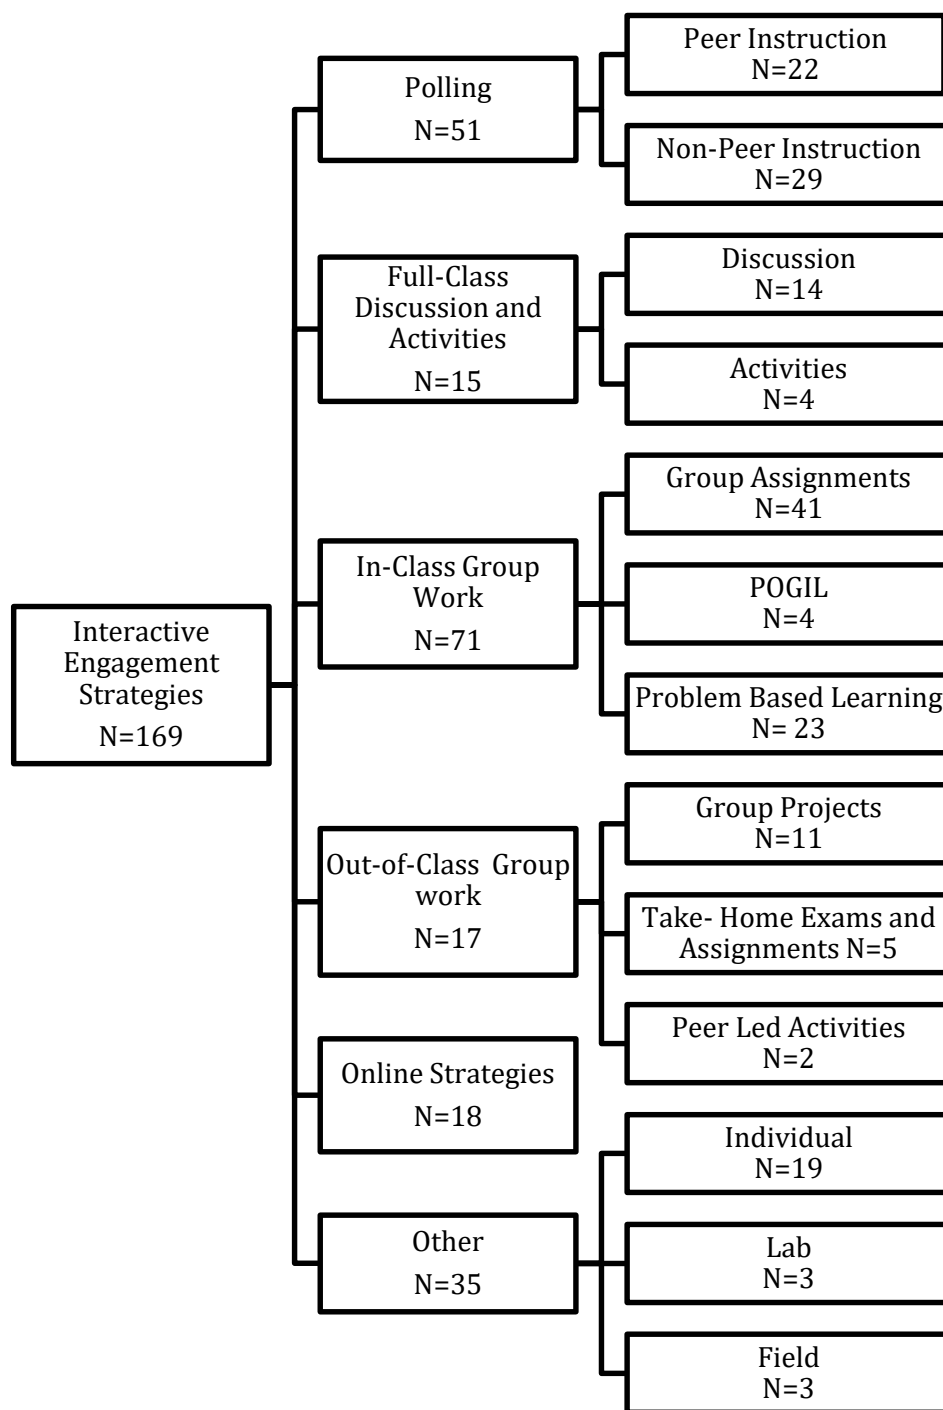 Interactive
Engagement
Strategies
N=169
Polling
N=51
Peer Instruction
N=22
Non-Peer Instruction
N=29
Full-Class
Discussion and
Activities
N=15
Discussion
N=14
Activities
N=4
In-Class Group
Work
N=71
Group Assignments
N=41
POGIL
N=4
Problem Based Learning
N= 23
Out-of-Class  Group
work
N=17
Group Projects
N=11
Take- Home Exams and
Assignments N=5
Peer Led Activities
N=2
Online Strategies
N=18
Other
N=35
Individual
N=19
Lab
N=3
Field
N=3